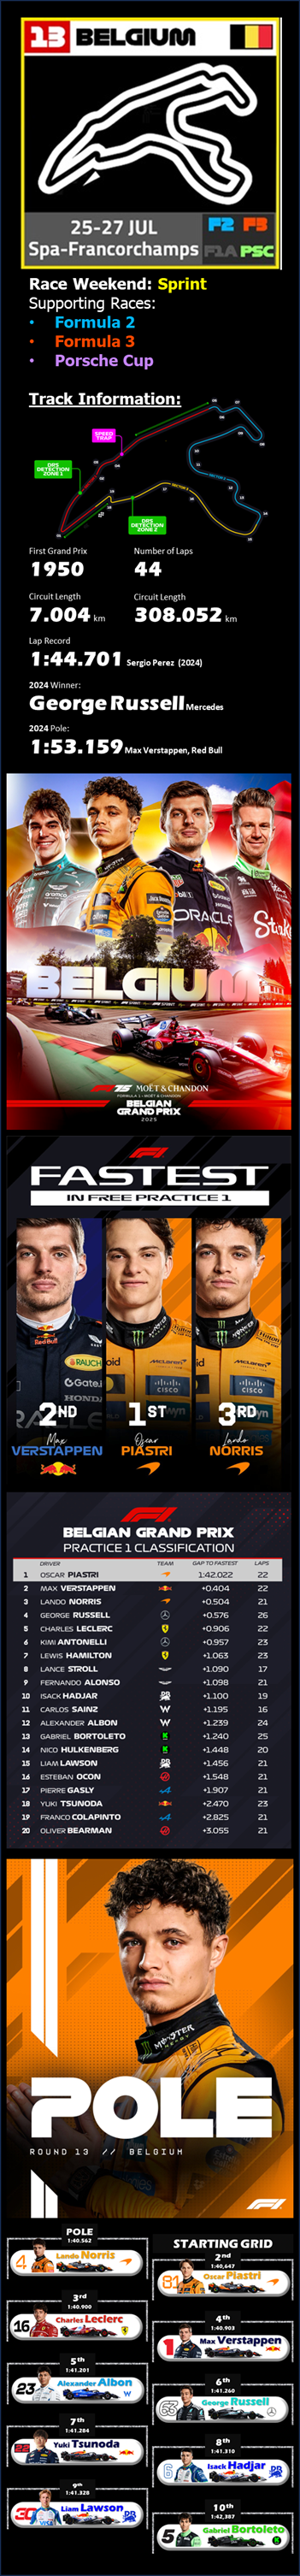 13 BELGIUM
25-27 JUL
Spa-Francorchamps
F2 F3
F1A PSC
Race Weekend: Sprint
Supporting Races:
• Formula 2
• Formula 3
• Porsche Cup
Track Information:
SPEED TRAP
DRS DETECTION ZONE 1
DRS DETECTION ZONE 2
First Grand Prix
1950
Number of Laps
44
Circuit Length
7.004 km
Circuit Length
308.052 km
Lap Record
1:44.701 Sergio Perez (2024)
2024 Winner:
George Russell Mercedes
2024 Pole:
1:53.159 Max Verstappen, Red Bull
aramco
ORACLE
Stake
BELGIUM
F1 75 MOËT & CHANDON
FORMULA 1 MOËT & CHANDON
BELGIAN
GRAND PRIX
2025
F1
FASTEST
IN FREE PRACTICE 1
Red Bull
RAUCH
Gate.i
HONDA
CISCO
CISCO
2ND
1ST
3RD
Max
VERSTAPPEN
Oscar
PIASTRI
Lando
NORRIS
F1
BELGIAN GRAND PRIX
PRACTICE 1 CLASSIFICATION
DRIVER TEAM GAP TO FASTEST LAPS
1 OSCAR PIASTRI 1:42.022 22
2 MAX VERSTAPPEN +0.404 22
3 LANDO NORRIS +0.504 21
4 GEORGE RUSSELL +0.576 26
5 CHARLES LECLERC +0.906 22
6 KIMI ANTONELLI +0.957 23
7 LEWIS HAMILTON +1.063 23
8 LANCE STROLL +1.090 17
9 FERNANDO ALONSO +1.098 21
10 ISACK HADJAR +1.100 19
11 CARLOS SAINZ +1.195 16
12 ALEXANDER ALBON +1.239 24
13 GABRIEL BORTOLETO +1.240 25
14 NICO HULKENBERG +1.448 20
15 LIAM LAWSON +1.456 21
16 ESTEBAN OCON +1.548 21
17 PIERRE GASLY +1.907 21
18 YUKI TSUNODA +2.470 23
19 FRANCO COLAPINTO +2.825 21
20 OLIVER BEARMAN +3.055 21
MONSTER
POLE
ROUND 13 // BELGIUM
F1
POLE
1:40.562
4 Lando Norris
STARTING GRID
2nd
1:40.647
81 Oscar Piastri
3rd
1:40.900
16 Charles Leclerc
4th
1:40.903
1 Max Verstappen
5th
1:41.201
23 Alexander Albon
6th
1:41.260
63 George Russell
7th
1:41.284
22 Yuki Tsunoda
8th
1:41.310
6 Isack Hadjar
9th
1:41.328
30 Liam Lawson
10th
1:42.387
5 Gabriel Bortoleto